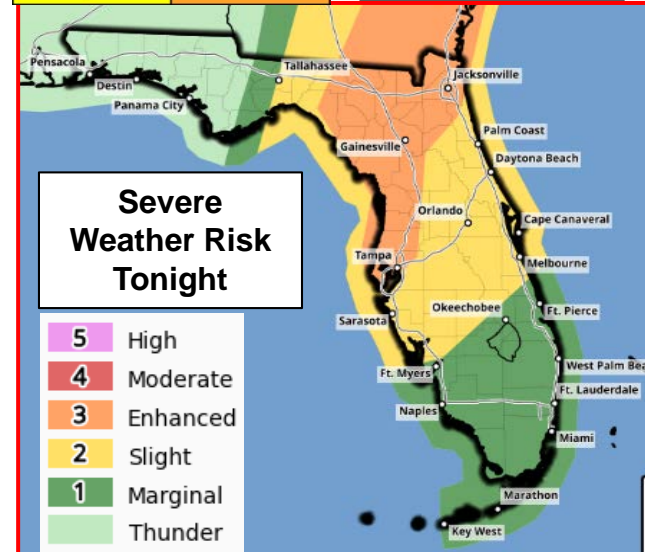 Pensacola
Destin
Panama City
Tallahassee
Jacksonville
Gainesville
Palm Coast
Daytona Beach
Orlando
Cape Canaveral
Tampa
Melbourne
Sarasota
Okeechobee
Ft. Pierce
Ft. Myers
West Palm Bea
Naples
Ft. Lauderdale
Miami
Marathon
Key West
Severe
Weather Risk
Tonight
5 High
4 Moderate
3 Enhanced
2 Slight
1 Marginal
Thunder